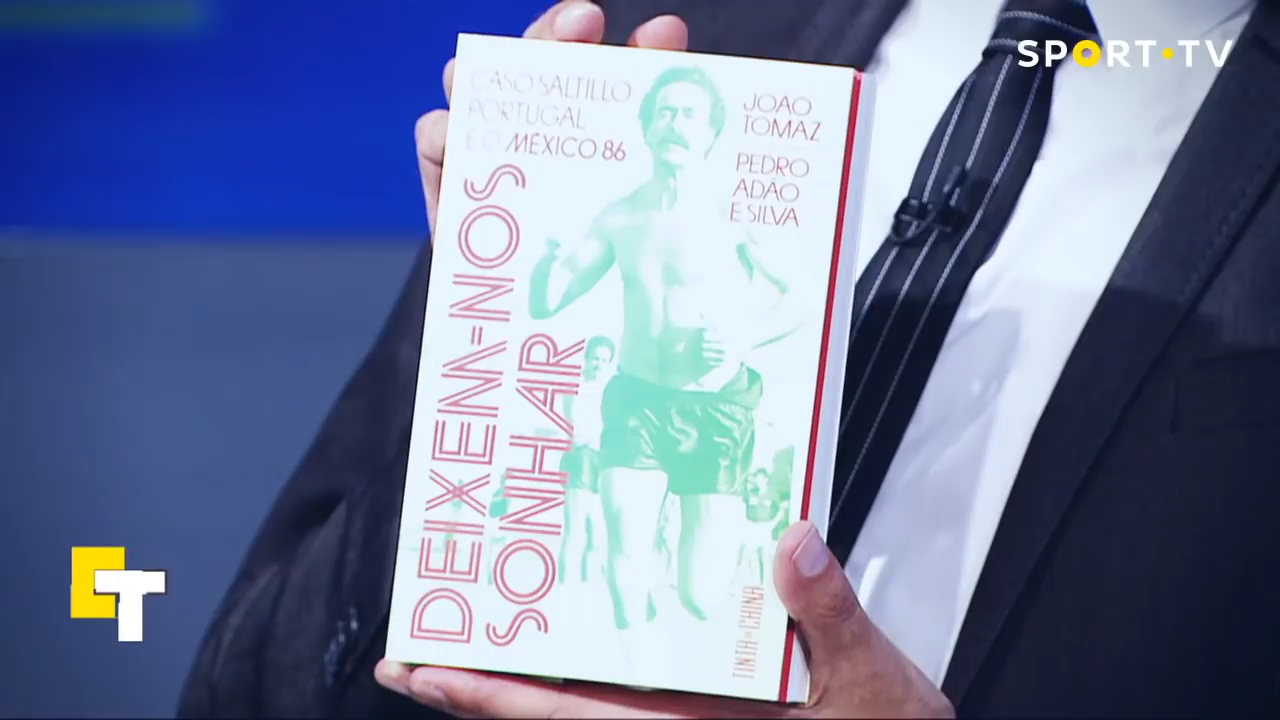 SPORT•TV
CASO SALTILLO
PORTUGAL
E O MÉXICO 86
JOÃO
TOMAZ
PEDRO
ADÃO
E SILVA
DEIXEM-NOS
SONHAR
TINTA DA CHINA
T